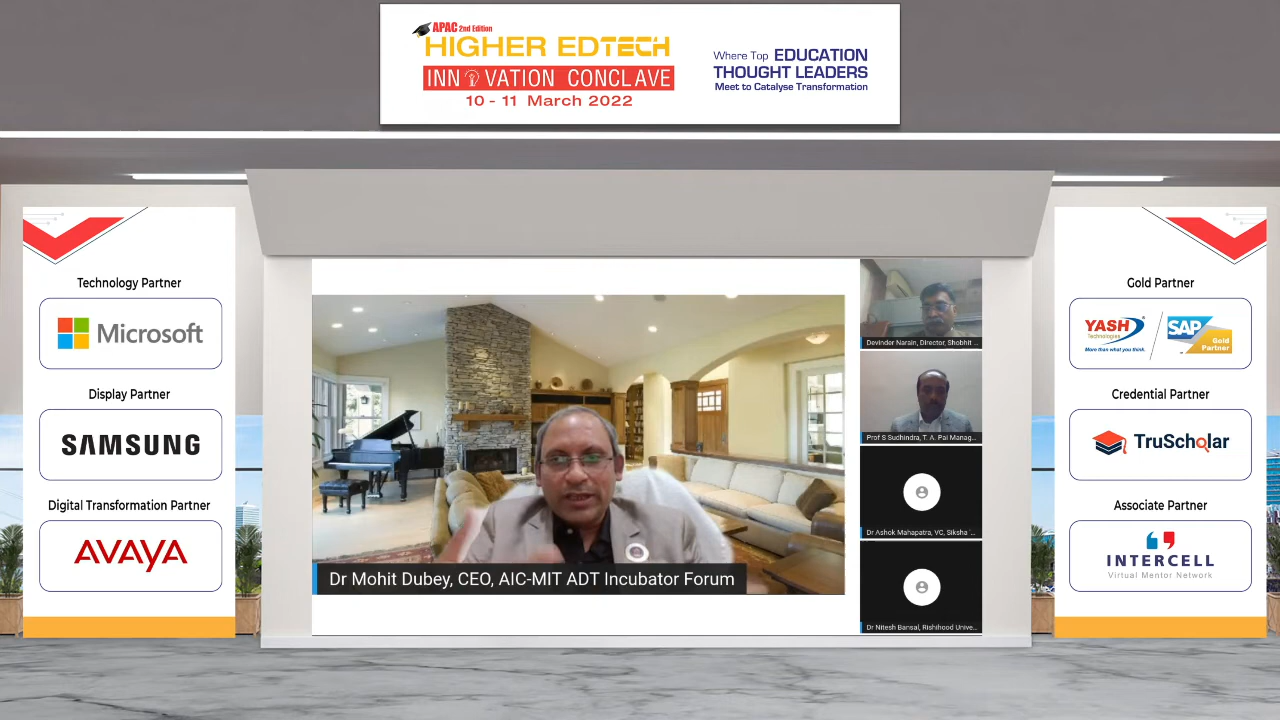 APAC 2nd Edition
HIGHER EDTECH
INNOVATION CONCLAVE
10 - 11 March 2022
Where Top EDUCATION
THOUGHT LEADERS
Meet to Catalyse Transformation
Technology Partner
Microsoft
Display Partner
SAMSUNG
Digital Transformation Partner
AVAYA
Dr Mohit Dubey, CEO, AIC-MIT ADT Incubator Forum
Devinder Narain, Director, Shobhit ...
Prof S Sudhindra, T. A. Pai Manag...
Dr Ashok Mahapatra, VC, Siksha '...
Dr Nitesh Bansal, Rishihood Unive...
Gold Partner
YASH
Technologies
More than what you think.
SAP
Gold
Partner
Credential Partner
TruScholar
Associate Partner
INTERCELL
Virtual Mentor Network